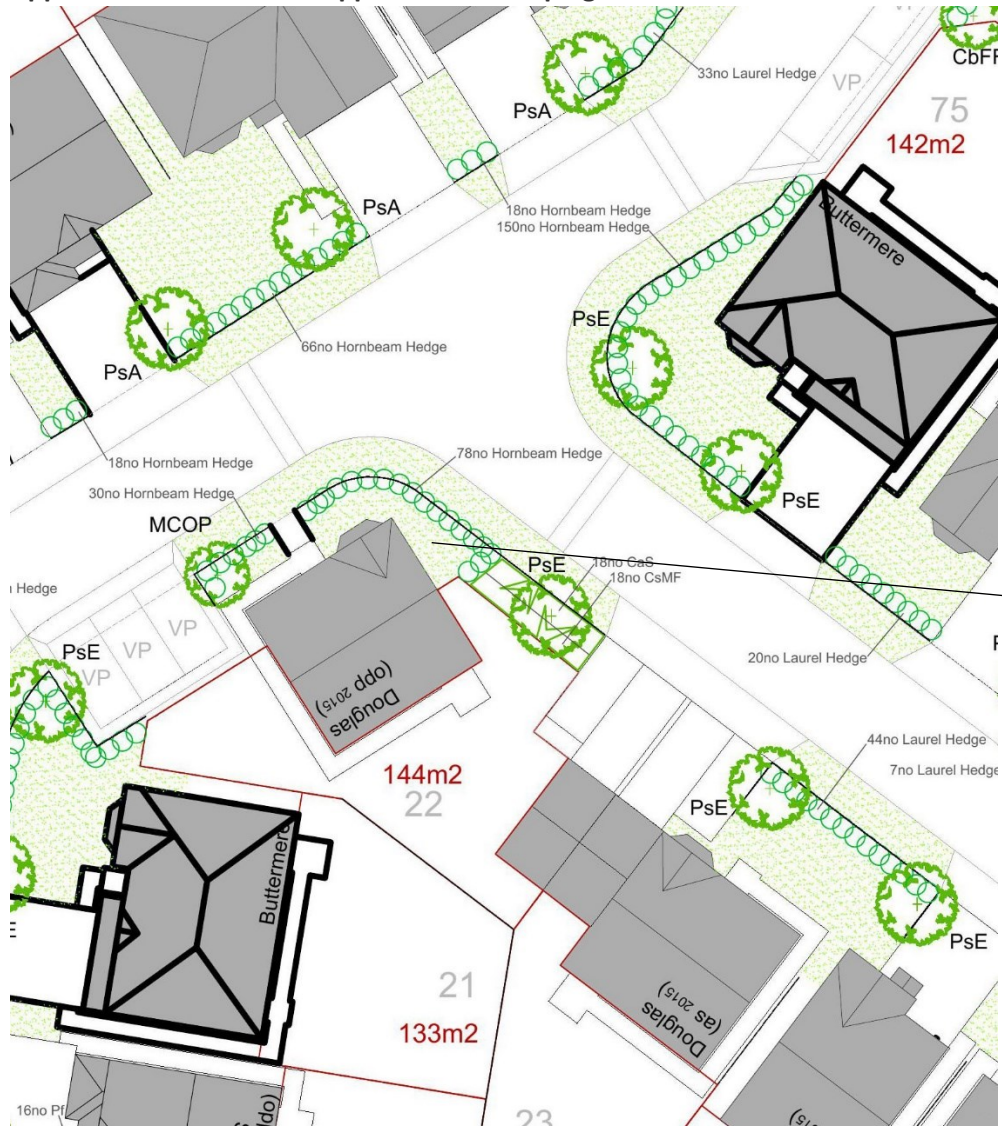 VP
CbFF
33no Laurel Hedge
PsA
VP
75
142m2
PsA
18no Hornbeam Hedge
150no Hornbeam Hedge
Buttermere
PsE
66no Hornbeam Hedge
PsA
18no Hornbeam Hedge
78no Hornbeam Hedge
30no Hornbeam Hedge
PsE
MCOP
PsE
18no CaS
18no CsMF
Hedge
VP
VP
PsE
VP
20no Laurel Hedge
Douglas
(opp 2015)
44no Laurel Hedge
144m2
22
7no Laurel Hedge
PsE
Buttermere
PsE
21
Douglas
(as 2015)
133m2
16no Pf
23